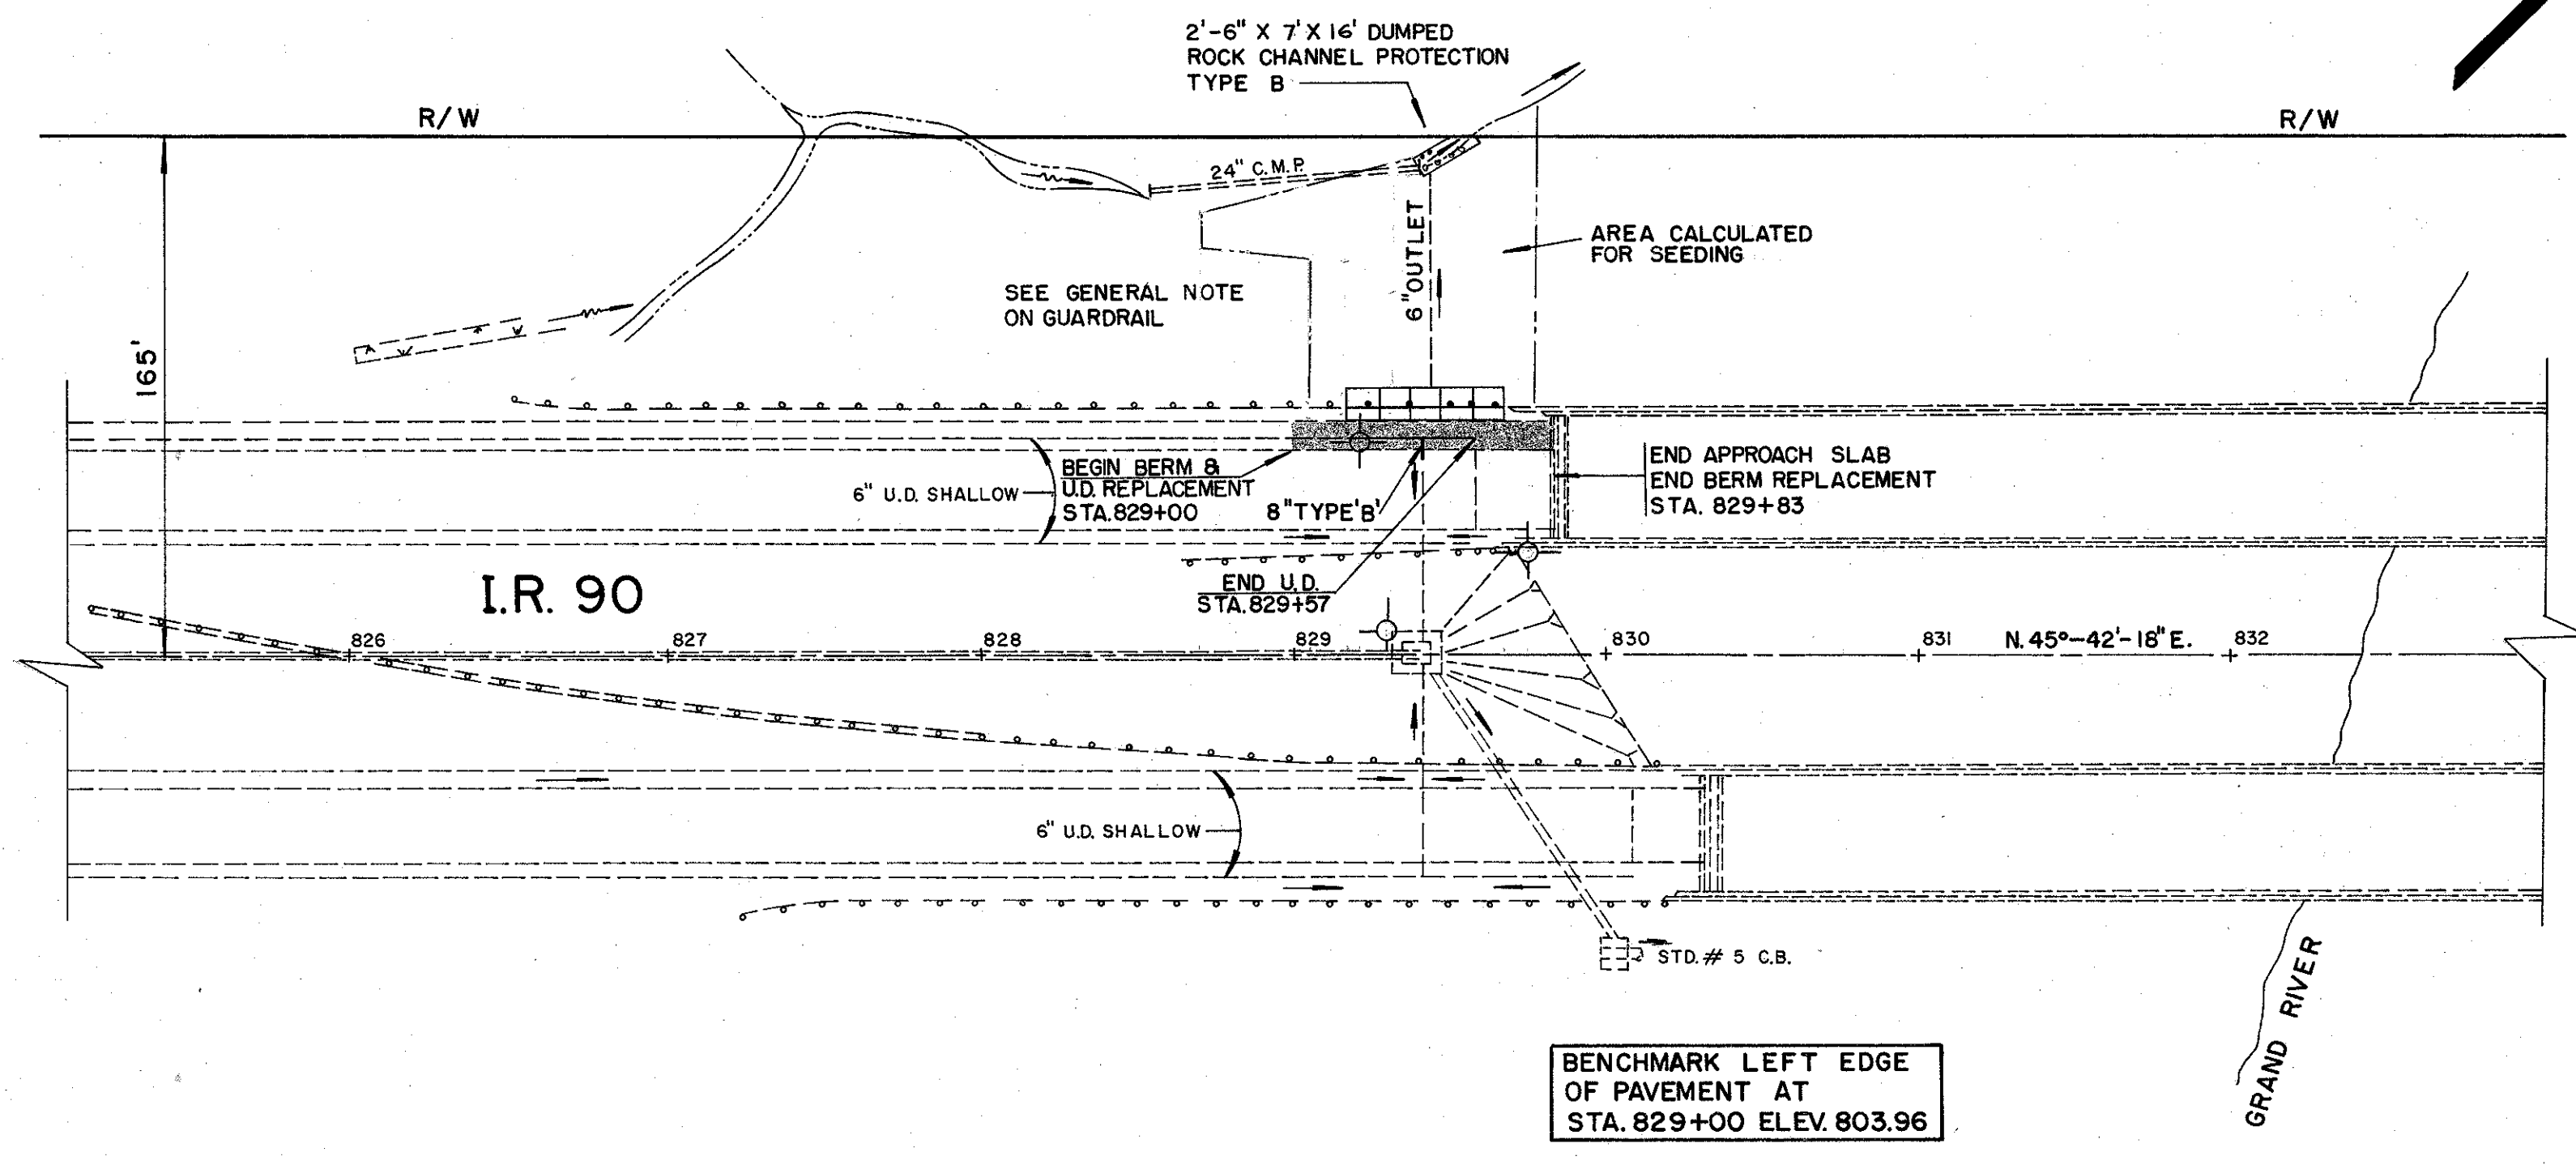 2'-6" X 7' X 16' DUMPED
ROCK CHANNEL PROTECTION
TYPE B
R/W
R/W
24" C.M.P.
6" OUTLET
AREA CALCULATED
FOR SEEDING
SEE GENERAL NOTE
ON GUARDRAIL
165'
6" U.D. SHALLOW
BEGIN BERM &
U.D. REPLACEMENT
STA. 829+00
8" TYPE 'B'
END APPROACH SLAB
END BERM REPLACEMENT
STA. 829+83
I.R. 90
END U.D.
STA. 829+57
826
827
828
829
830
831
N. 45°-42'-18" E.
832
6" U.D. SHALLOW
STD. # 5 C.B.
GRAND RIVER
BENCHMARK LEFT EDGE
OF PAVEMENT AT
STA. 829+00 ELEV. 803.96